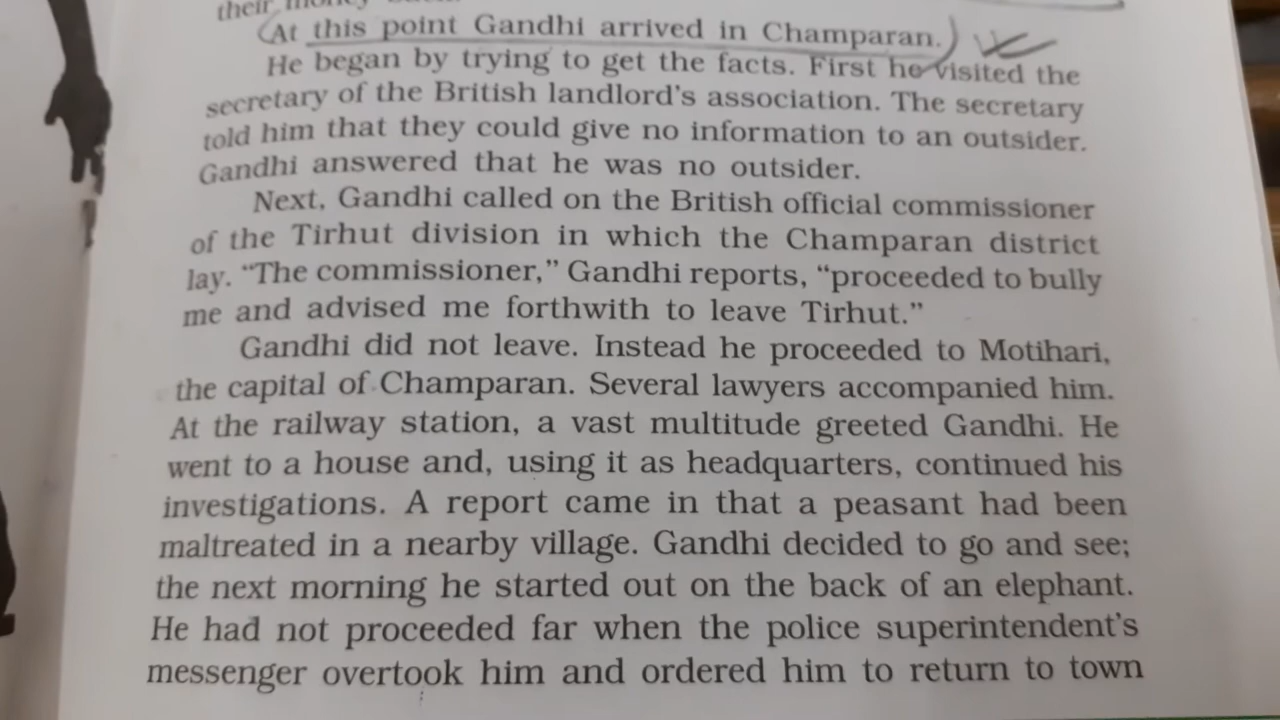 their money
At this point Gandhi arrived in Champaran.
He began by trying to get the facts. First he visited the
secretary of the British landlord's association. The secretary
told him that they could give no information to an outsider.
Gandhi answered that he was no outsider.
Next, Gandhi called on the British official commissioner
of the Tirhut division in which the Champaran district
lay. “The commissioner,” Gandhi reports, “proceeded to bully
me and advised me forthwith to leave Tirhut.”
Gandhi did not leave. Instead he proceeded to Motihari,
the capital of Champaran. Several lawyers accompanied him.
At the railway station, a vast multitude greeted Gandhi. He
went to a house and, using it as headquarters, continued his
investigations. A report came in that a peasant had been
maltreated in a nearby village. Gandhi decided to go and see;
the next morning he started out on the back of an elephant.
He had not proceeded far when the police superintendent's
messenger overtook him and ordered him to return to town